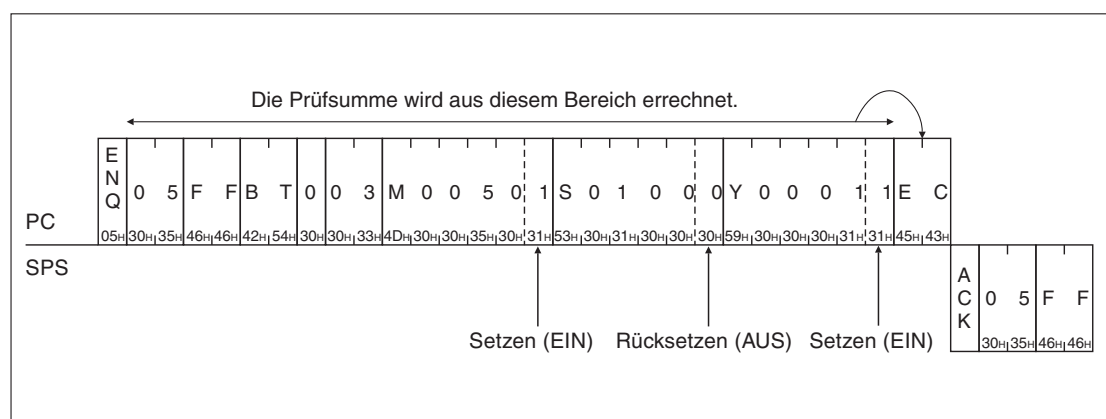 Die Prüfsumme wird aus diesem Bereich errechnet.
ENQ 0 5 F F B T 0 0 3 M 0 0 5 0 1 S 0 1 0 0 0 Y 0 0 0 1 1 E C
PC
05H 30H 35H 46H 46H 42H 54H 30H 30H 33H 4DH 30H 30H 35H 30H 31H 53H 30H 31H 30H 30H 30H 59H 30H 30H 30H 31H 31H 45H 43H
SPS
ACK 0 5 F F
30H 35H 46H 46H
Setzen (EIN) Rücksetzen (AUS) Setzen (EIN)